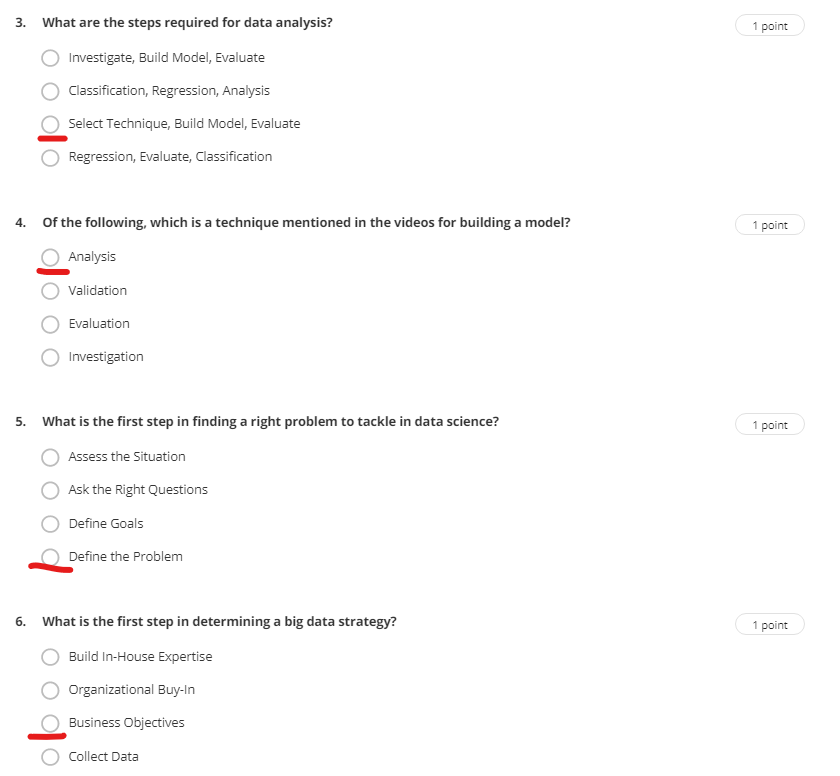 3. What are the steps required for data analysis? 1 point
Investigate, Build Model, Evaluate
Classification, Regression, Analysis
Select Technique, Build Model, Evaluate
Regression, Evaluate, Classification
4. Of the following, which is a technique mentioned in the videos for building a model? 1 point
Analysis
Validation
Evaluation
Investigation
5. What is the first step in finding a right problem to tackle in data science? 1 point
Assess the Situation
Ask the Right Questions
Define Goals
Define the Problem
6. What is the first step in determining a big data strategy? 1 point
Build In-House Expertise
Organizational Buy-In
Business Objectives
Collect Data